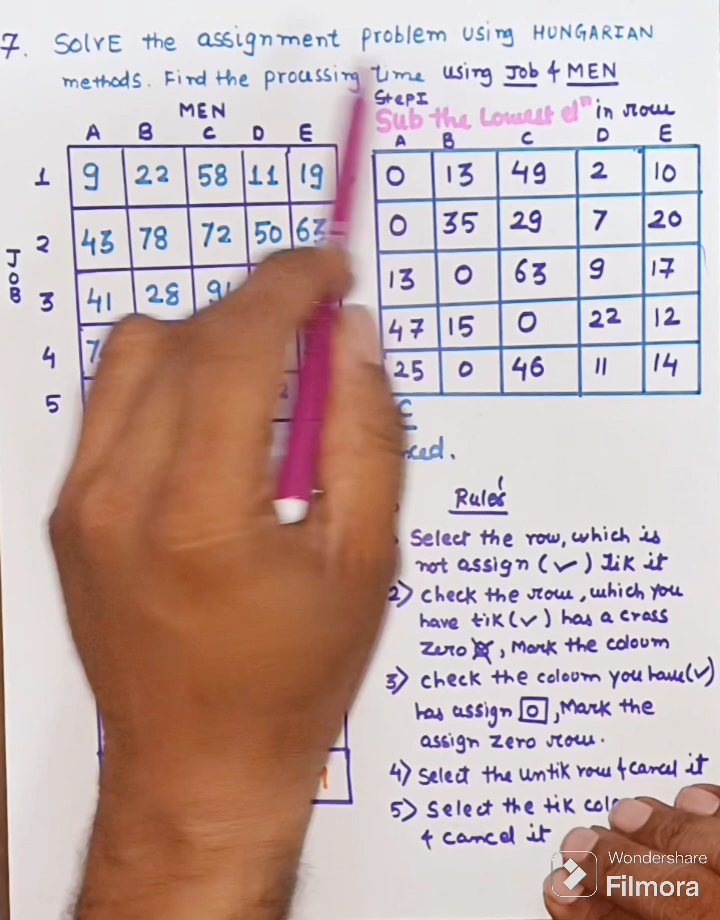 7. SOLVE the assignment problem using HUNGARIAN
methods. Find the proussing time using Job & MEN
StepI
Sub the Lowest elⁿ in row
MEN
A B C D E
JOB
1 9 22 58 11 19
2 43 78 72 50 63
3 41 28 91
4 7
5
A B C D E
0 13 49 2 10
0 35 29 7 20
13 0 63 9 17
47 15 0 22 12
25 0 46 11 14
Rules
Select the row, which is
not assign (✓) Tik it
2) check the row, which you
have tik (✓) has a cross
zero, Mark the coloum
3) check the coloum you have (✓)
has assign 0, Mark the
assign zero row.
4) Select the untik row & cancel it
5) Select the tik
& cancel it
Wondershare
Filmora